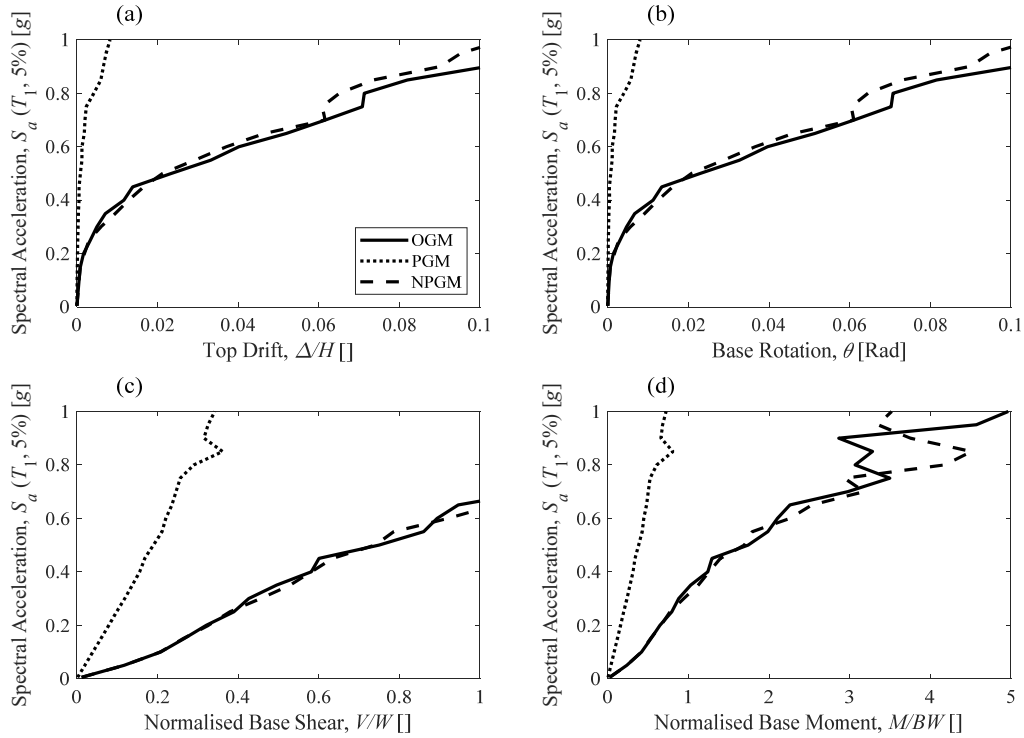 (a)
Spectral Acceleration, S_a (T_1, 5%) [g]
1
0.8
0.6
0.4
0.2
0
0 0.02 0.04 0.06 0.08 0.1
Top Drift, Δ/H []
OGM
PGM
NPGM
(b)
Spectral Acceleration, S_a (T_1, 5%) [g]
1
0.8
0.6
0.4
0.2
0
0 0.02 0.04 0.06 0.08 0.1
Base Rotation, θ [Rad]
(c)
Spectral Acceleration, S_a (T_1, 5%) [g]
1
0.8
0.6
0.4
0.2
0
0 0.2 0.4 0.6 0.8 1
Normalised Base Shear, V/W []
(d)
Spectral Acceleration, S_a (T_1, 5%) [g]
1
0.8
0.6
0.4
0.2
0
0 1 2 3 4 5
Normalised Base Moment, M/BW []